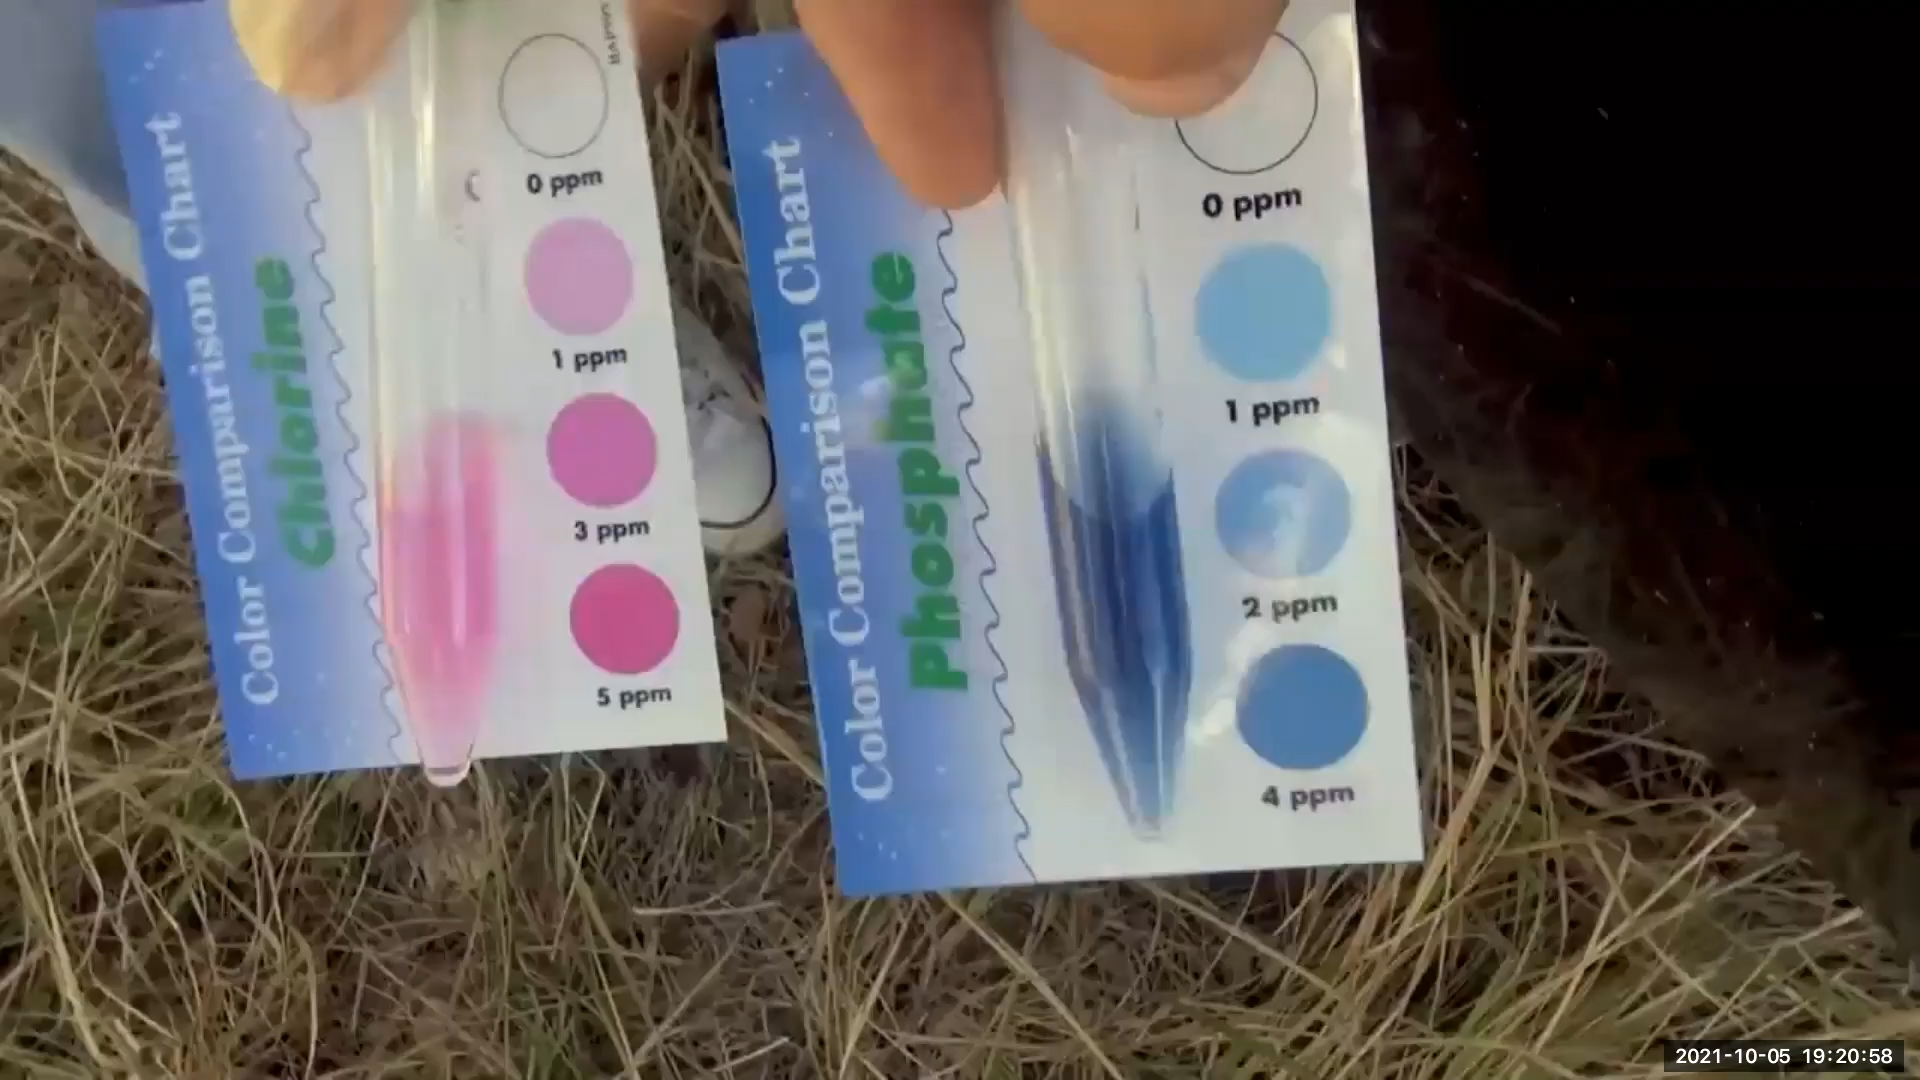 Color Comparison Chart
Chlorine
0 ppm
1 ppm
3 ppm
5 ppm
Color Comparison Chart
Phosphate
0 ppm
1 ppm
2 ppm
4 ppm
2021-10-05 19:20:58